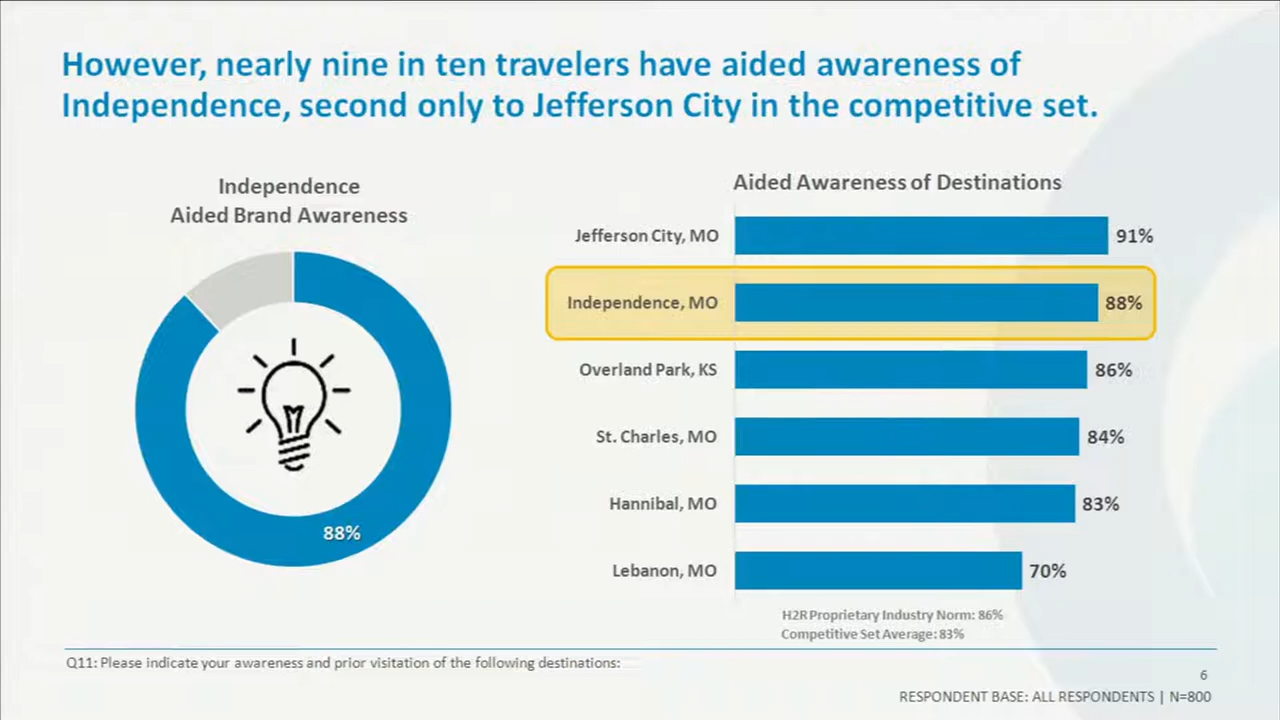 However, nearly nine in ten travelers have aided awareness of
Independence, second only to Jefferson City in the competitive set.
Independence
Aided Brand Awareness
88%
Aided Awareness of Destinations
Jefferson City, MO 91%
Independence, MO 88%
Overland Park, KS 86%
St. Charles, MO 84%
Hannibal, MO 83%
Lebanon, MO 70%
H2R Proprietary Industry Norm: 86%
Competitive Set Average: 83%
Q11: Please indicate your awareness and prior visitation of the following destinations:
6
RESPONDENT BASE: ALL RESPONDENTS | N=800